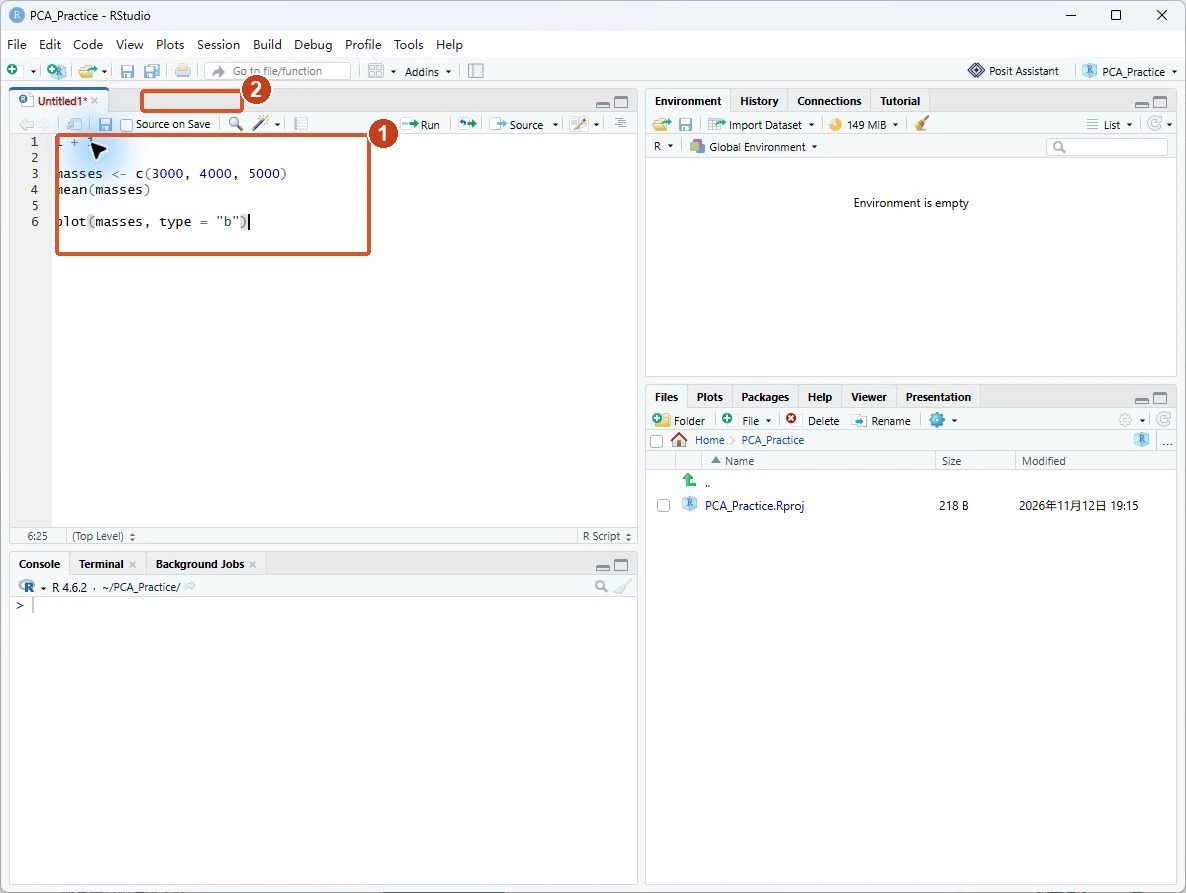 PCA_Practice - RStudio
File Edit Code View Plots Session Build Debug Profile Tools Help
Go to file/function Addins Posit Assistant PCA_Practice
Untitled1* 2
Source on Save Run Source 1
1 1 + 1
2
3 masses <- c(3000, 4000, 5000)
4 mean(masses)
5
6 plot(masses, type = "b")
6:25 (Top Level) R Script
Console Terminal Background Jobs
R 4.6.2 · ~/PCA_Practice/
>
Environment History Connections Tutorial
Import Dataset 149 MiB List
R Global Environment
Environment is empty
Files Plots Packages Help Viewer Presentation
Folder File Delete Rename
Home PCA_Practice ...
Name Size Modified
..
PCA_Practice.Rproj 218 B 2026年11月12日 19:15